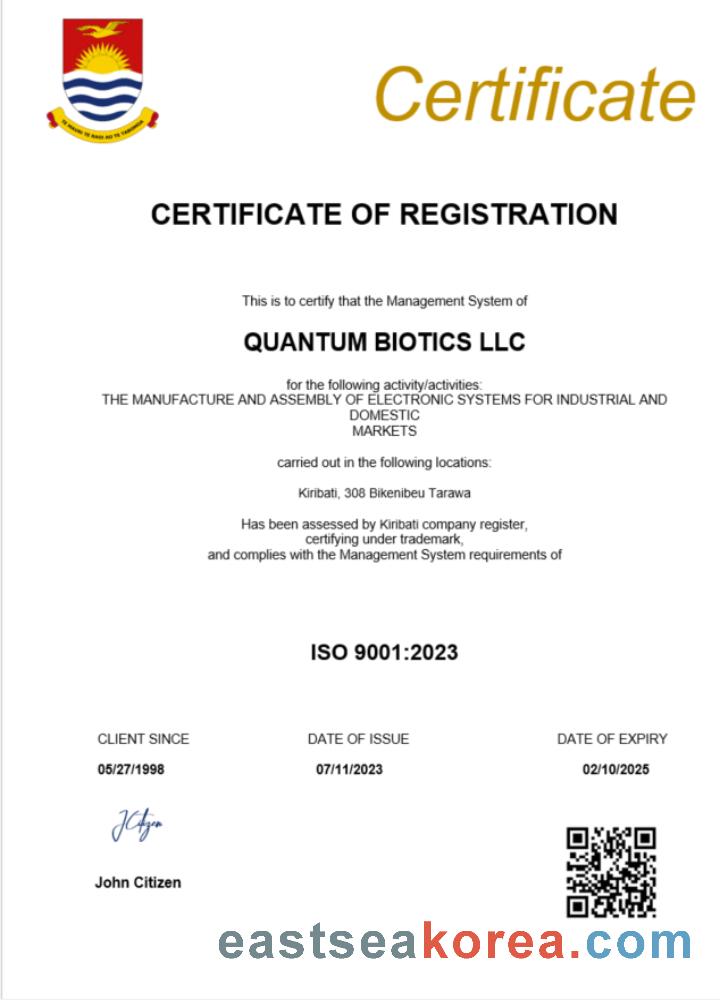 Certificate
TE MAURI TE RAOI AO TE TABOMOA
CERTIFICATE OF REGISTRATION
This is to certify that the Management System of
QUANTUM BIOTICS LLC
for the following activity/activities:
THE MANUFACTURE AND ASSEMBLY OF ELECTRONIC SYSTEMS FOR INDUSTRIAL AND
DOMESTIC
MARKETS
carried out in the following locations:
Kiribati, 308 Bikenibeu Tarawa
Has been assessed by Kiribati company register,
certifying under trademark,
and complies with the Management System requirements of
ISO 9001:2023
CLIENT SINCE DATE OF ISSUE DATE OF EXPIRY
05/27/1998 07/11/2023 02/10/2025
JCitizen
John Citizen
eastseakorea.com